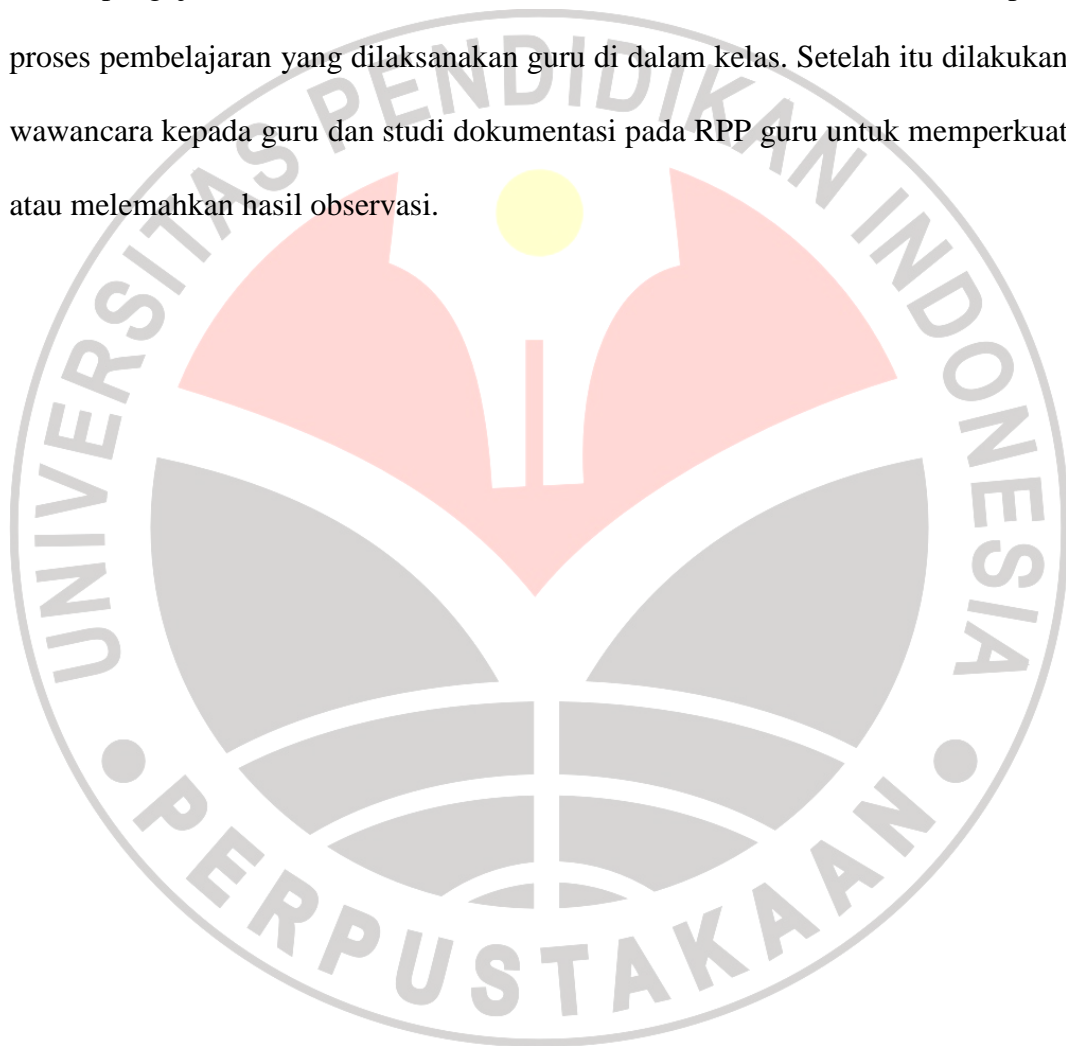 proses pembelajaran yang dilaksanakan guru di dalam kelas. Setelah itu dilakukan
wawancara kepada guru dan studi dokumentasi pada RPP guru untuk memperkuat
atau melemahkan hasil observasi.
UNIVERSITAS PENDIDIKAN INDONESIA
PERPUSTAKAAN